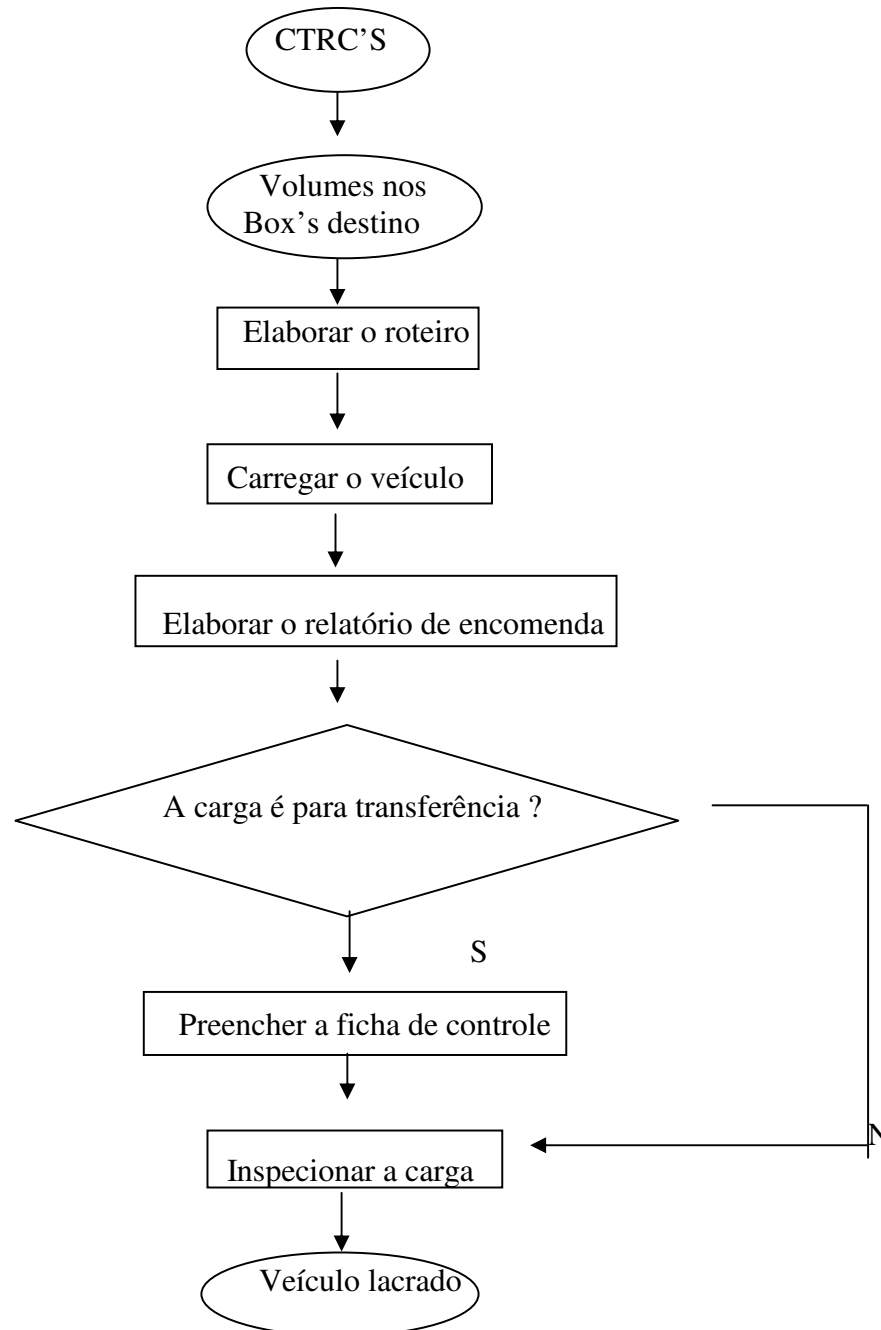 CTRC’S
Volumes nos
Box’s destino
Elaborar o roteiro
Carregar o veículo
Elaborar o relatório de encomenda
A carga é para transferência ?
S
Preencher a ficha de controle
N
Inspecionar a carga
Veículo lacrado